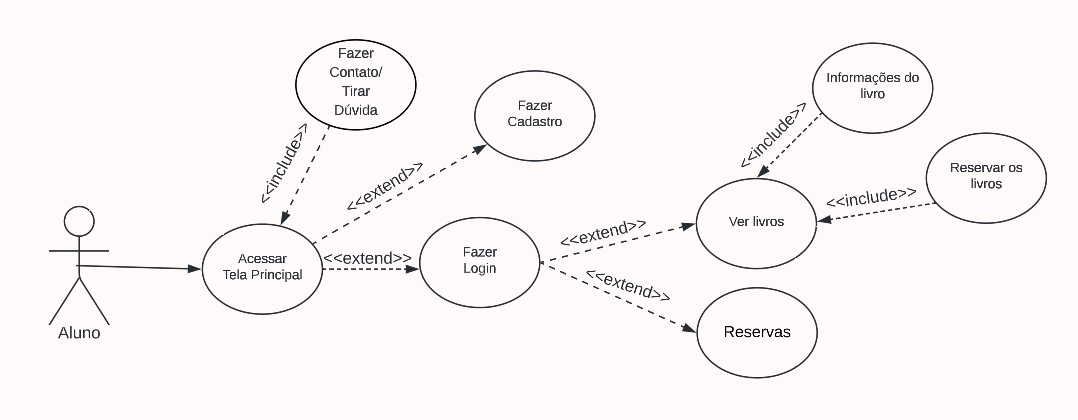 Fazer
Contato/
Tirar
Dúvida
<<include>>
Fazer
Cadastro
<<extend>>
Acessar
Tela Principal
<<extend>>
Fazer
Login
Aluno
<<extend>>
<<extend>>
Ver livros
Reservas
<<include>>
Informações do
livro
<<include>>
Reservar os
livros